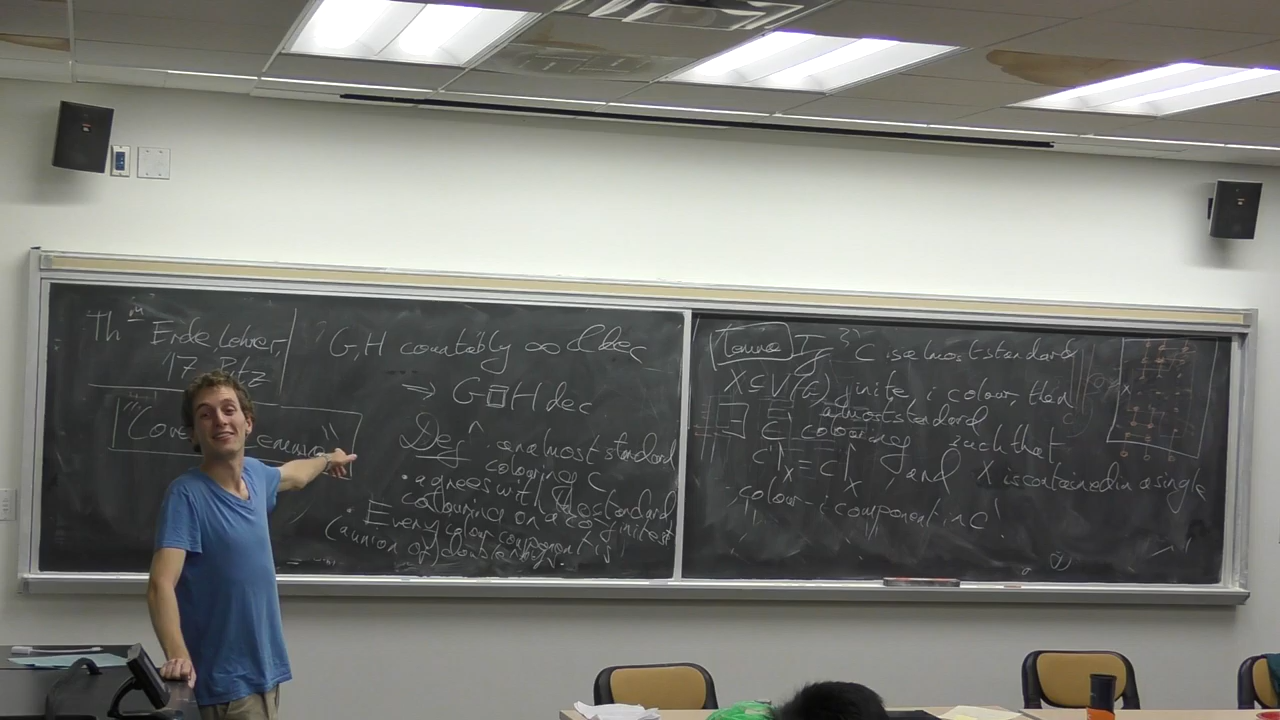 Thm Erde, Lehner,
'17 Pitz
G, H countably ∞ dec
⇒ G□H dec
Def^n
an almost standard
colouring C
• agrees with the standard
colouring on a cofinite set
• Every colour component is
(a union of) double rays.
Lemma If C is almost standard
X ⊆ V(G) finite, i colour, then
∃ almost standard
colouring such that
C'↾X = C↾X, and X is contained in a single
colour-i component in C'